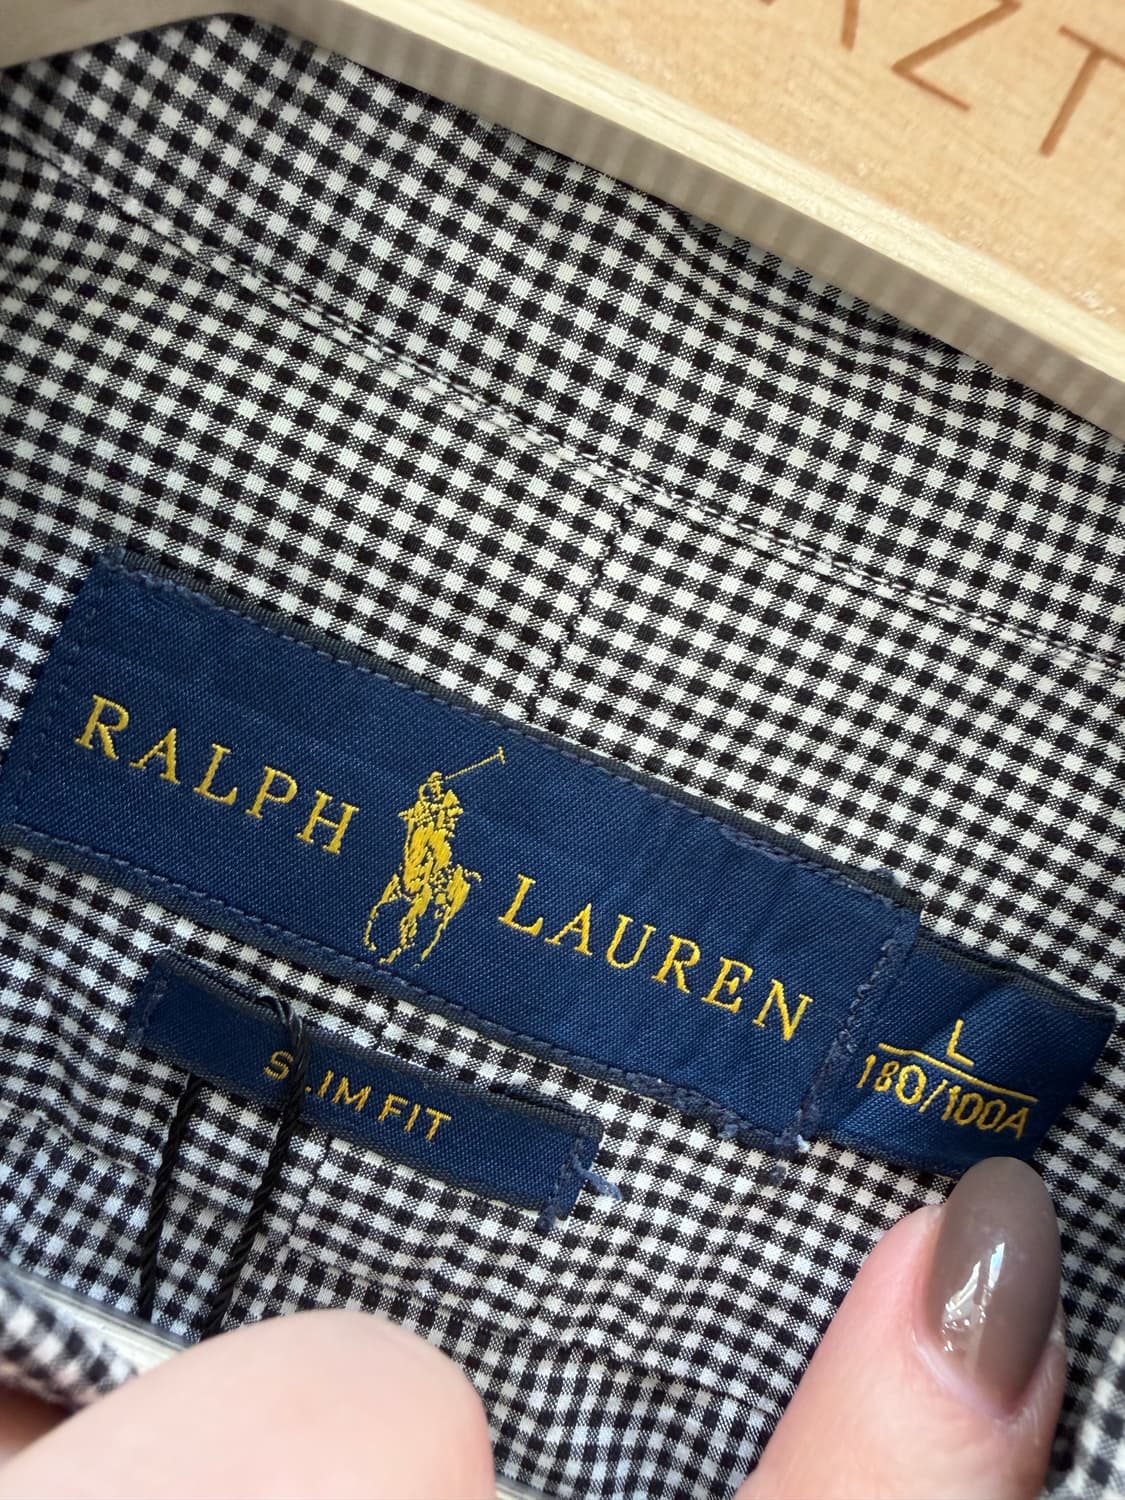 RALPH LAUREN
L
180/100A
SLIM FIT